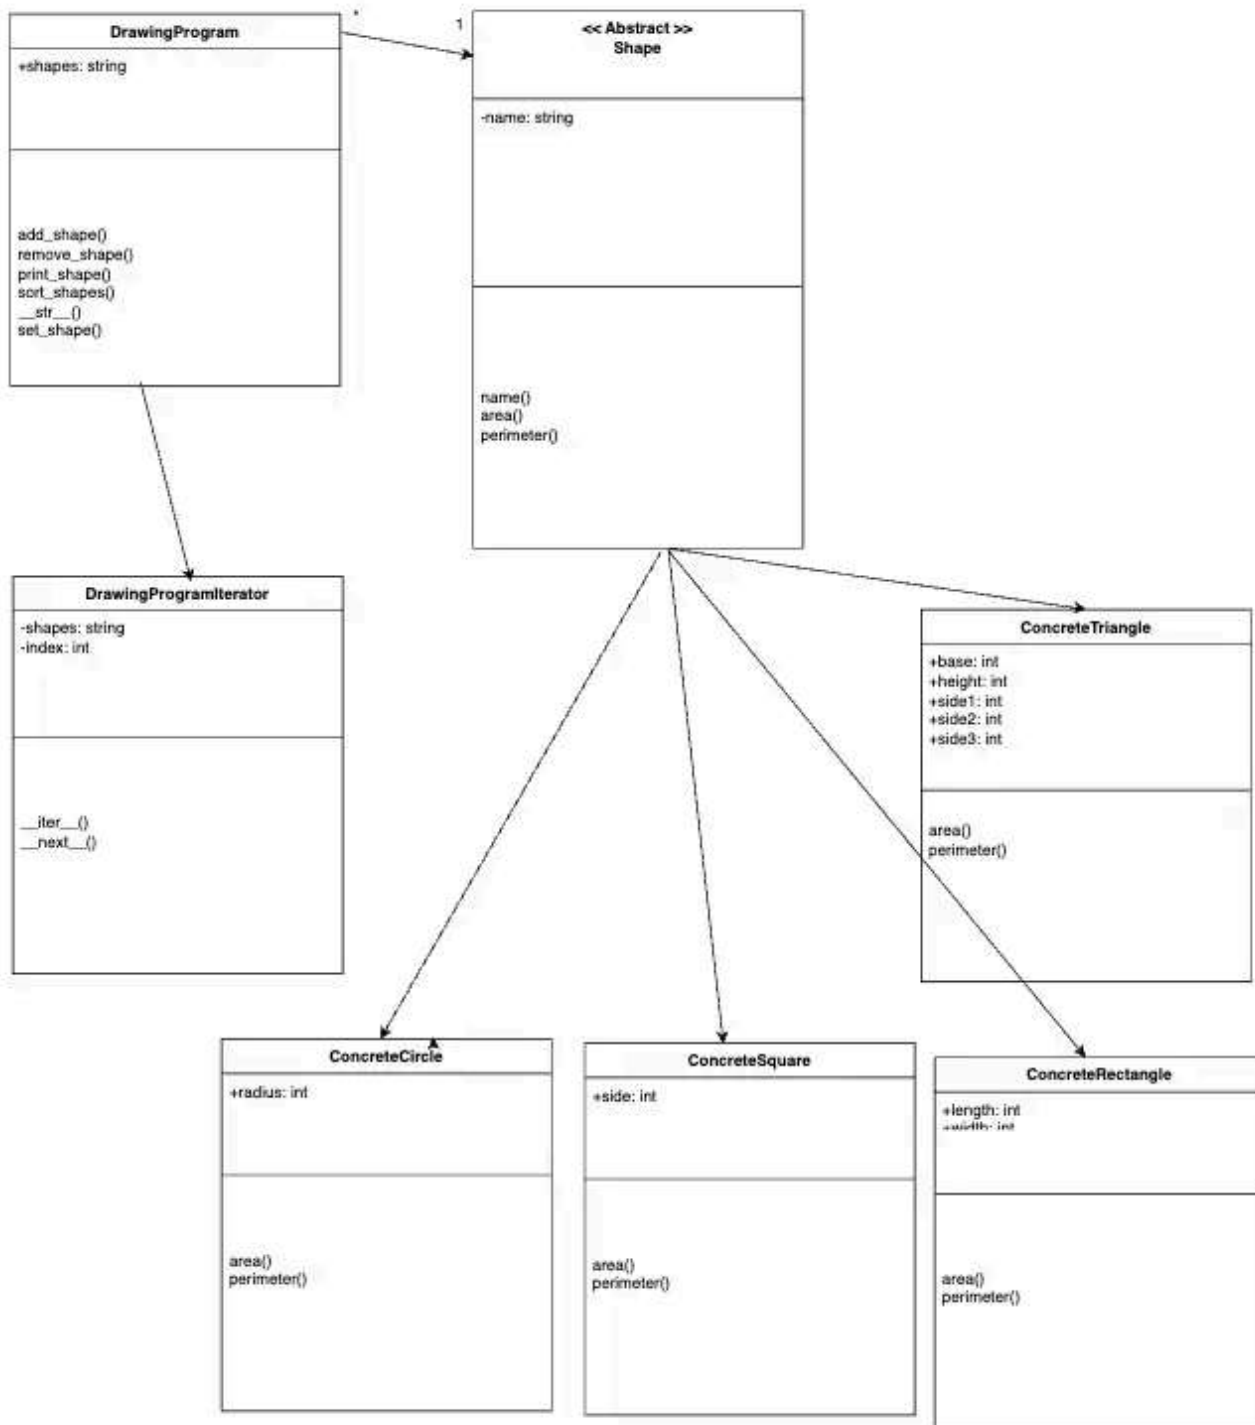 DrawingProgram
+shapes: string
add_shape()
remove_shape()
print_shape()
sort_shapes()
__str__()
set_shape()
*
1
<< Abstract >>
Shape
-name: string
name()
area()
perimeter()
DrawingProgramIterator
-shapes: string
-index: int
__iter__()
__next__()
ConcreteTriangle
+base: int
+height: int
+side1: int
+side2: int
+side3: int
area()
perimeter()
ConcreteCircle
+radius: int
area()
perimeter()
ConcreteSquare
+side: int
area()
perimeter()
ConcreteRectangle
+length: int
+width: int
area()
perimeter()